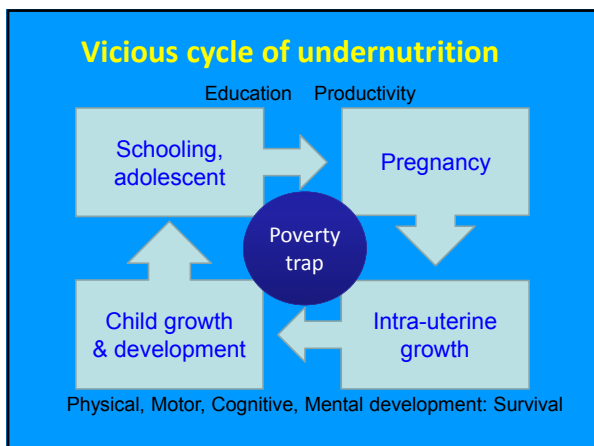 Vicious cycle of undernutrition
Education Productivity
Schooling,
adolescent
Pregnancy
Poverty
trap
Child growth
& development
Intra-uterine
growth
Physical, Motor, Cognitive, Mental development: Survival